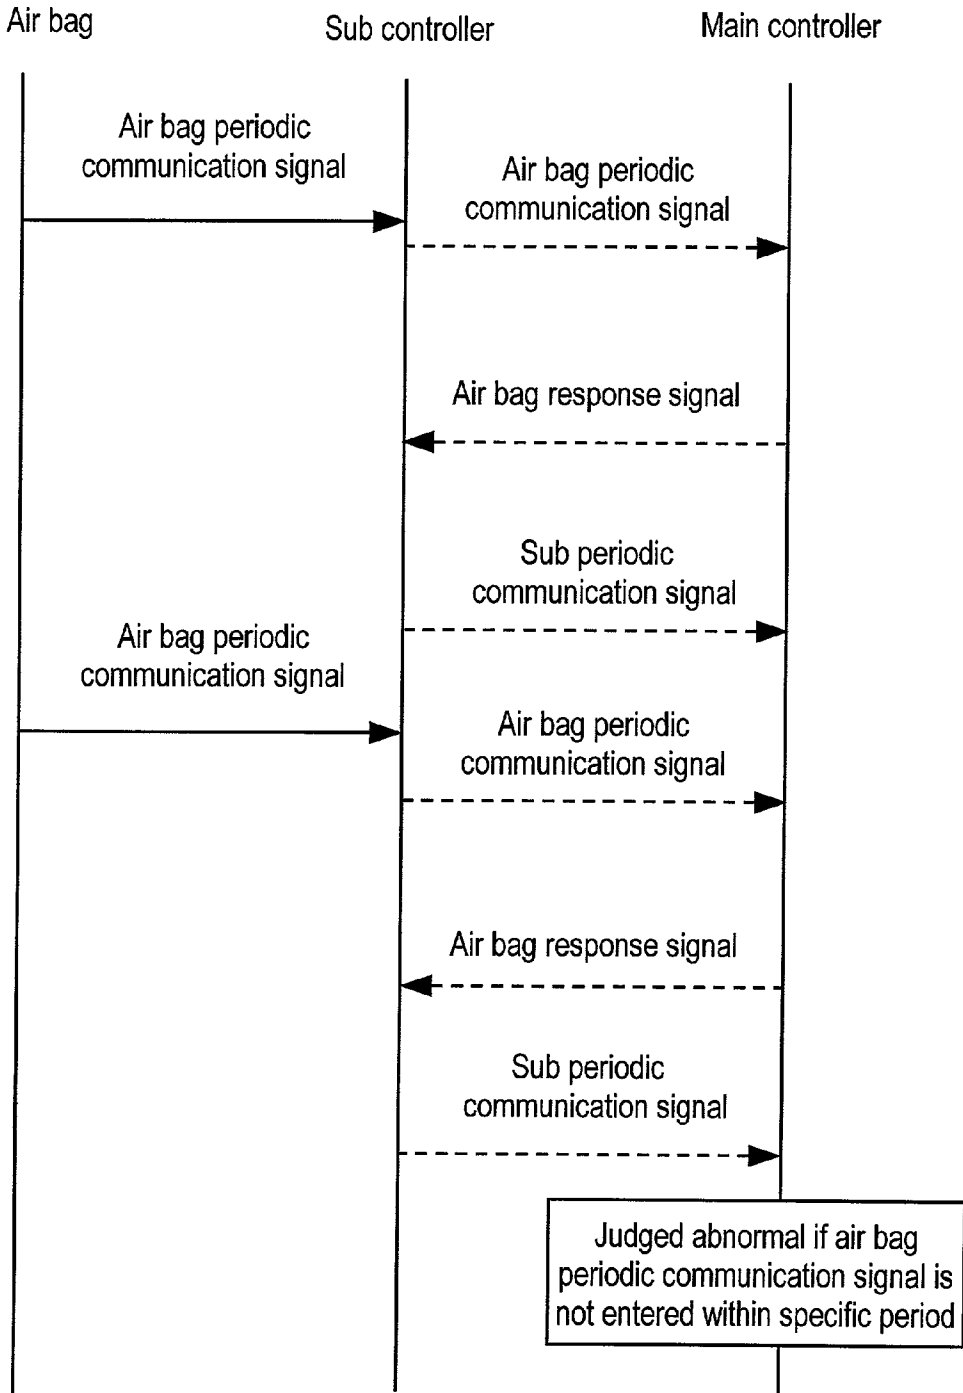 Air bag
Sub controller
Main controller
Air bag periodic
communication signal
Air bag periodic
communication signal
Air bag response signal
Sub periodic
communication signal
Air bag periodic
communication signal
Air bag periodic
communication signal
Air bag response signal
Sub periodic
communication signal
Judged abnormal if air bag
periodic communication signal is
not entered within specific period